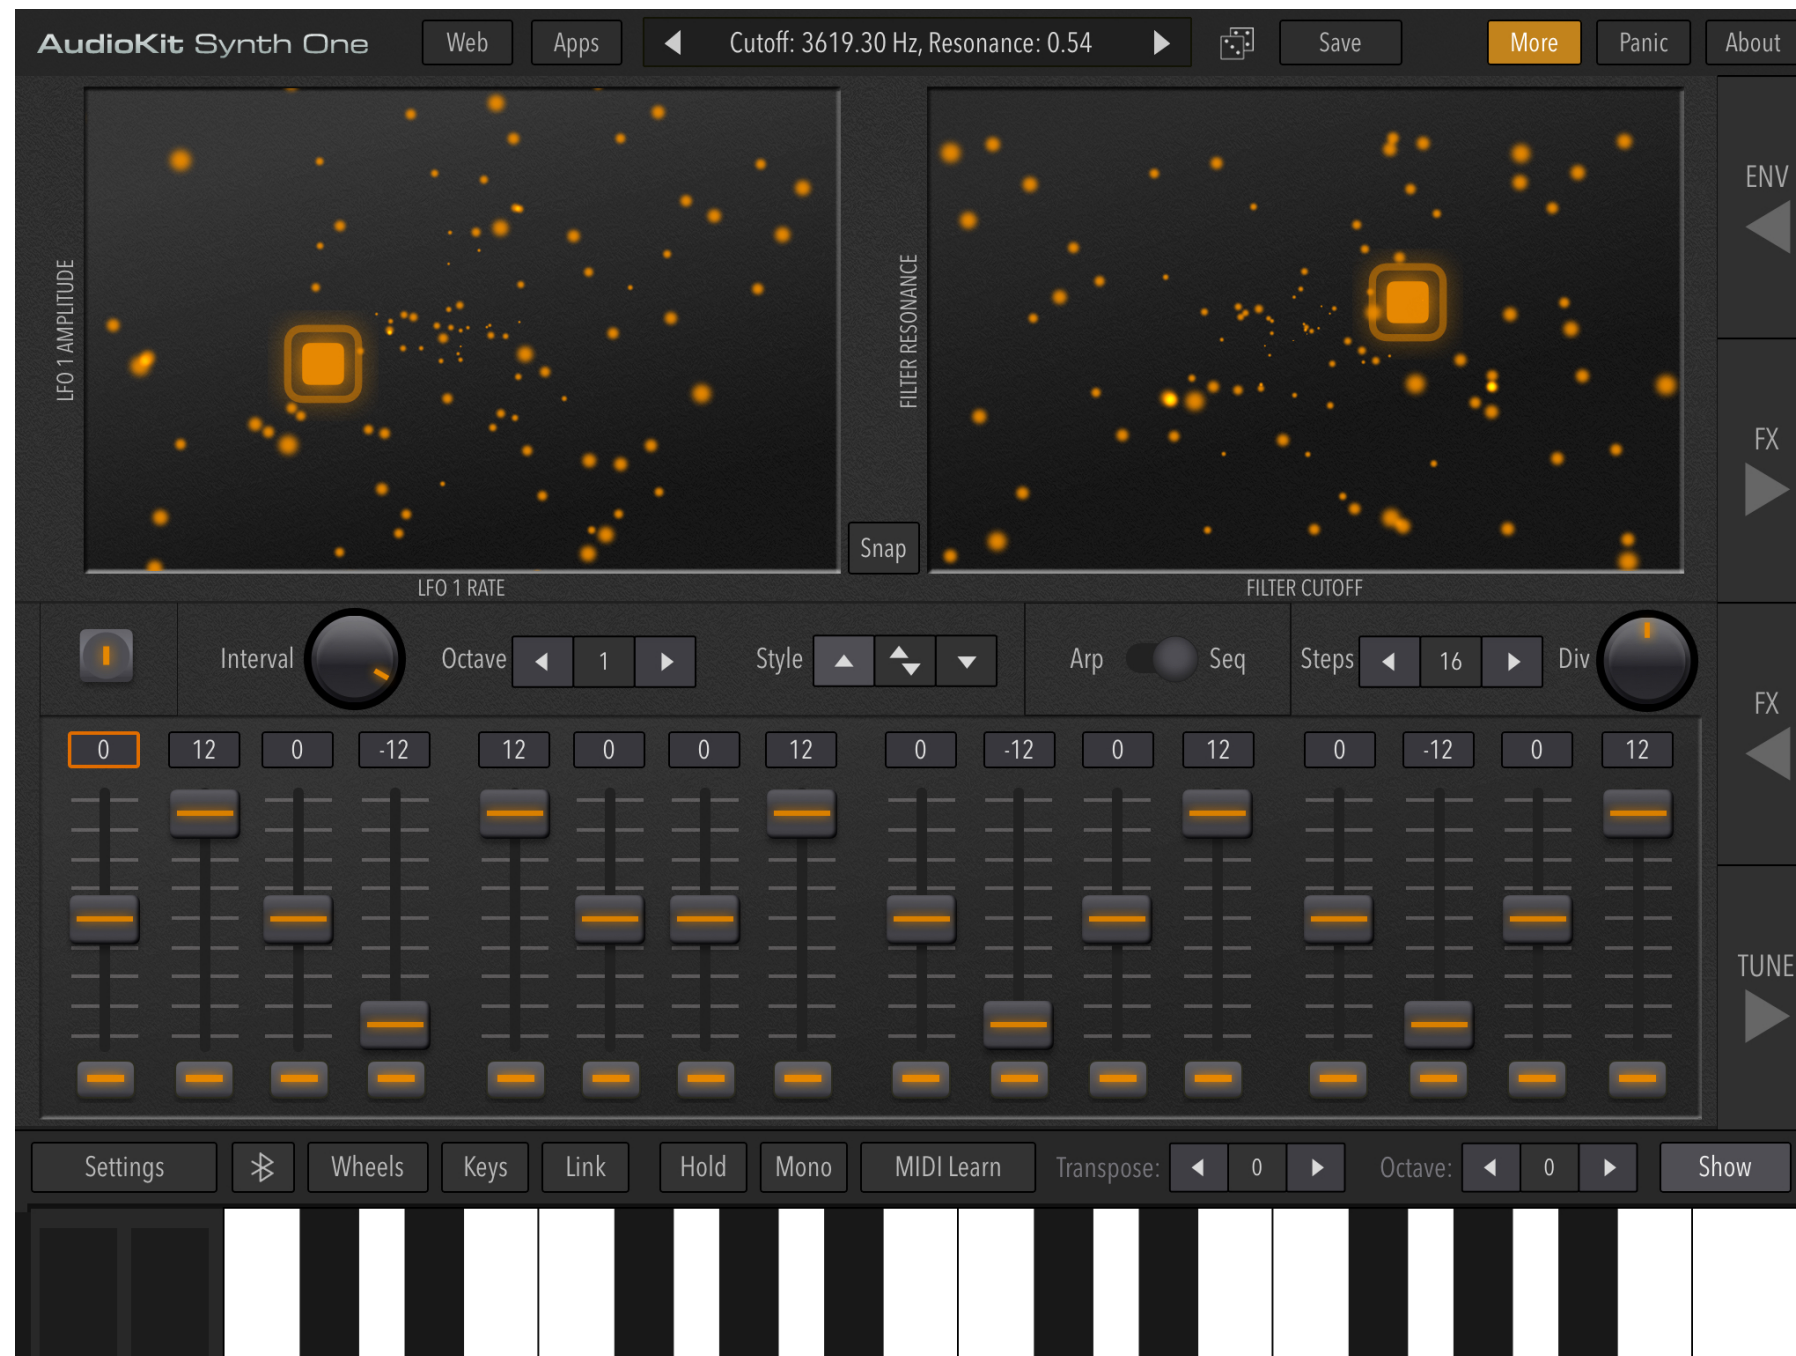 AudioKit Synth One
Web
Apps
Cutoff: 3619.30 Hz, Resonance: 0.54
Save
More
Panic
About
LFO 1 AMPLITUDE
LFO 1 RATE
Snap
FILTER RESONANCE
FILTER CUTOFF
ENV
FX
FX
TUNE
Interval
Octave
1
Style
Arp
Seq
Steps
16
Div
0 12 0 -12 12 0 0 12 0 -12 0 12 0 -12 0 12
Settings
Wheels
Keys
Link
Hold
Mono
MIDI Learn
Transpose:
0
Octave:
0
Show